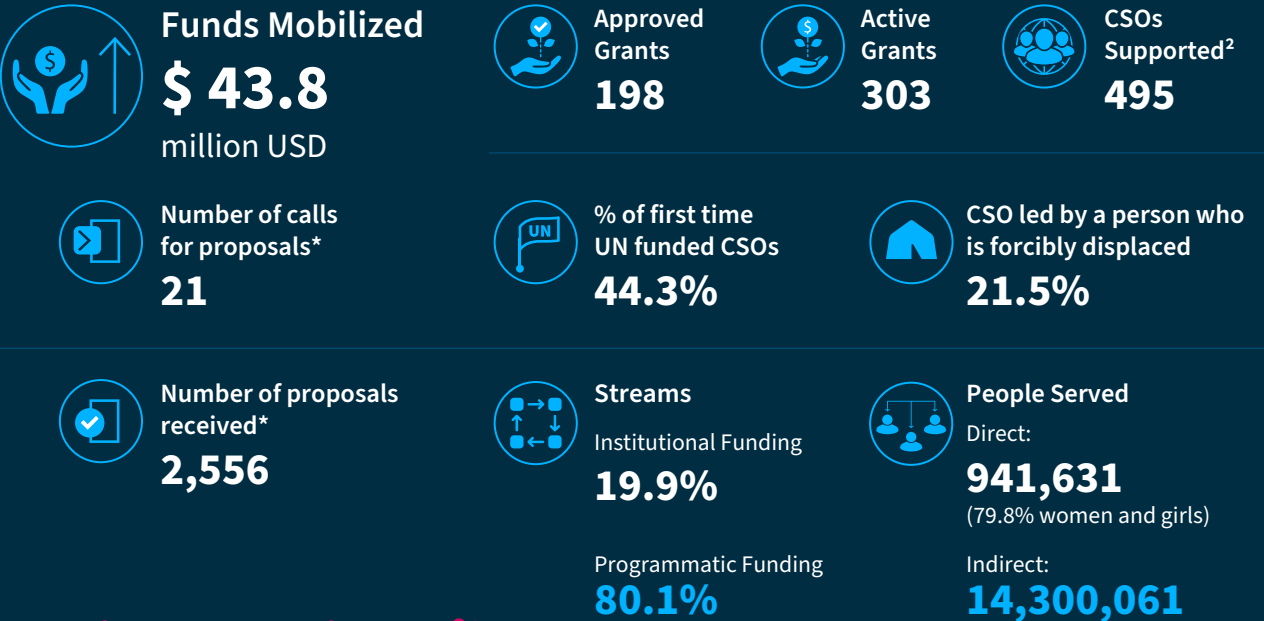 Funds Mobilized
$ 43.8
million USD
Approved
Grants
198
Active
Grants
303
CSOs
Supported²
495
Number of calls
for proposals*
21
UN
% of first time
UN funded CSOs
44.3%
CSO led by a person who
is forcibly displaced
21.5%
Number of proposals
received*
2,556
Streams
Institutional Funding
19.9%
Programmatic Funding
80.1%
People Served
Direct:
941,631
(79.8% women and girls)
Indirect:
14,300,061